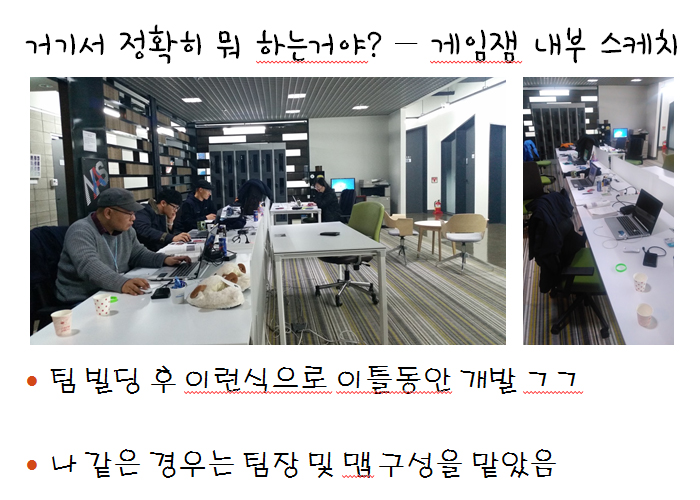 거기서 정확히 뭐 하는거야? – 게임잼 내부 스케치
팀 빌딩 후 이런식으로 이틀동안 개발 ㄱㄱ
나 같은 경우는 팀장 및 맵 구성을 맡았음